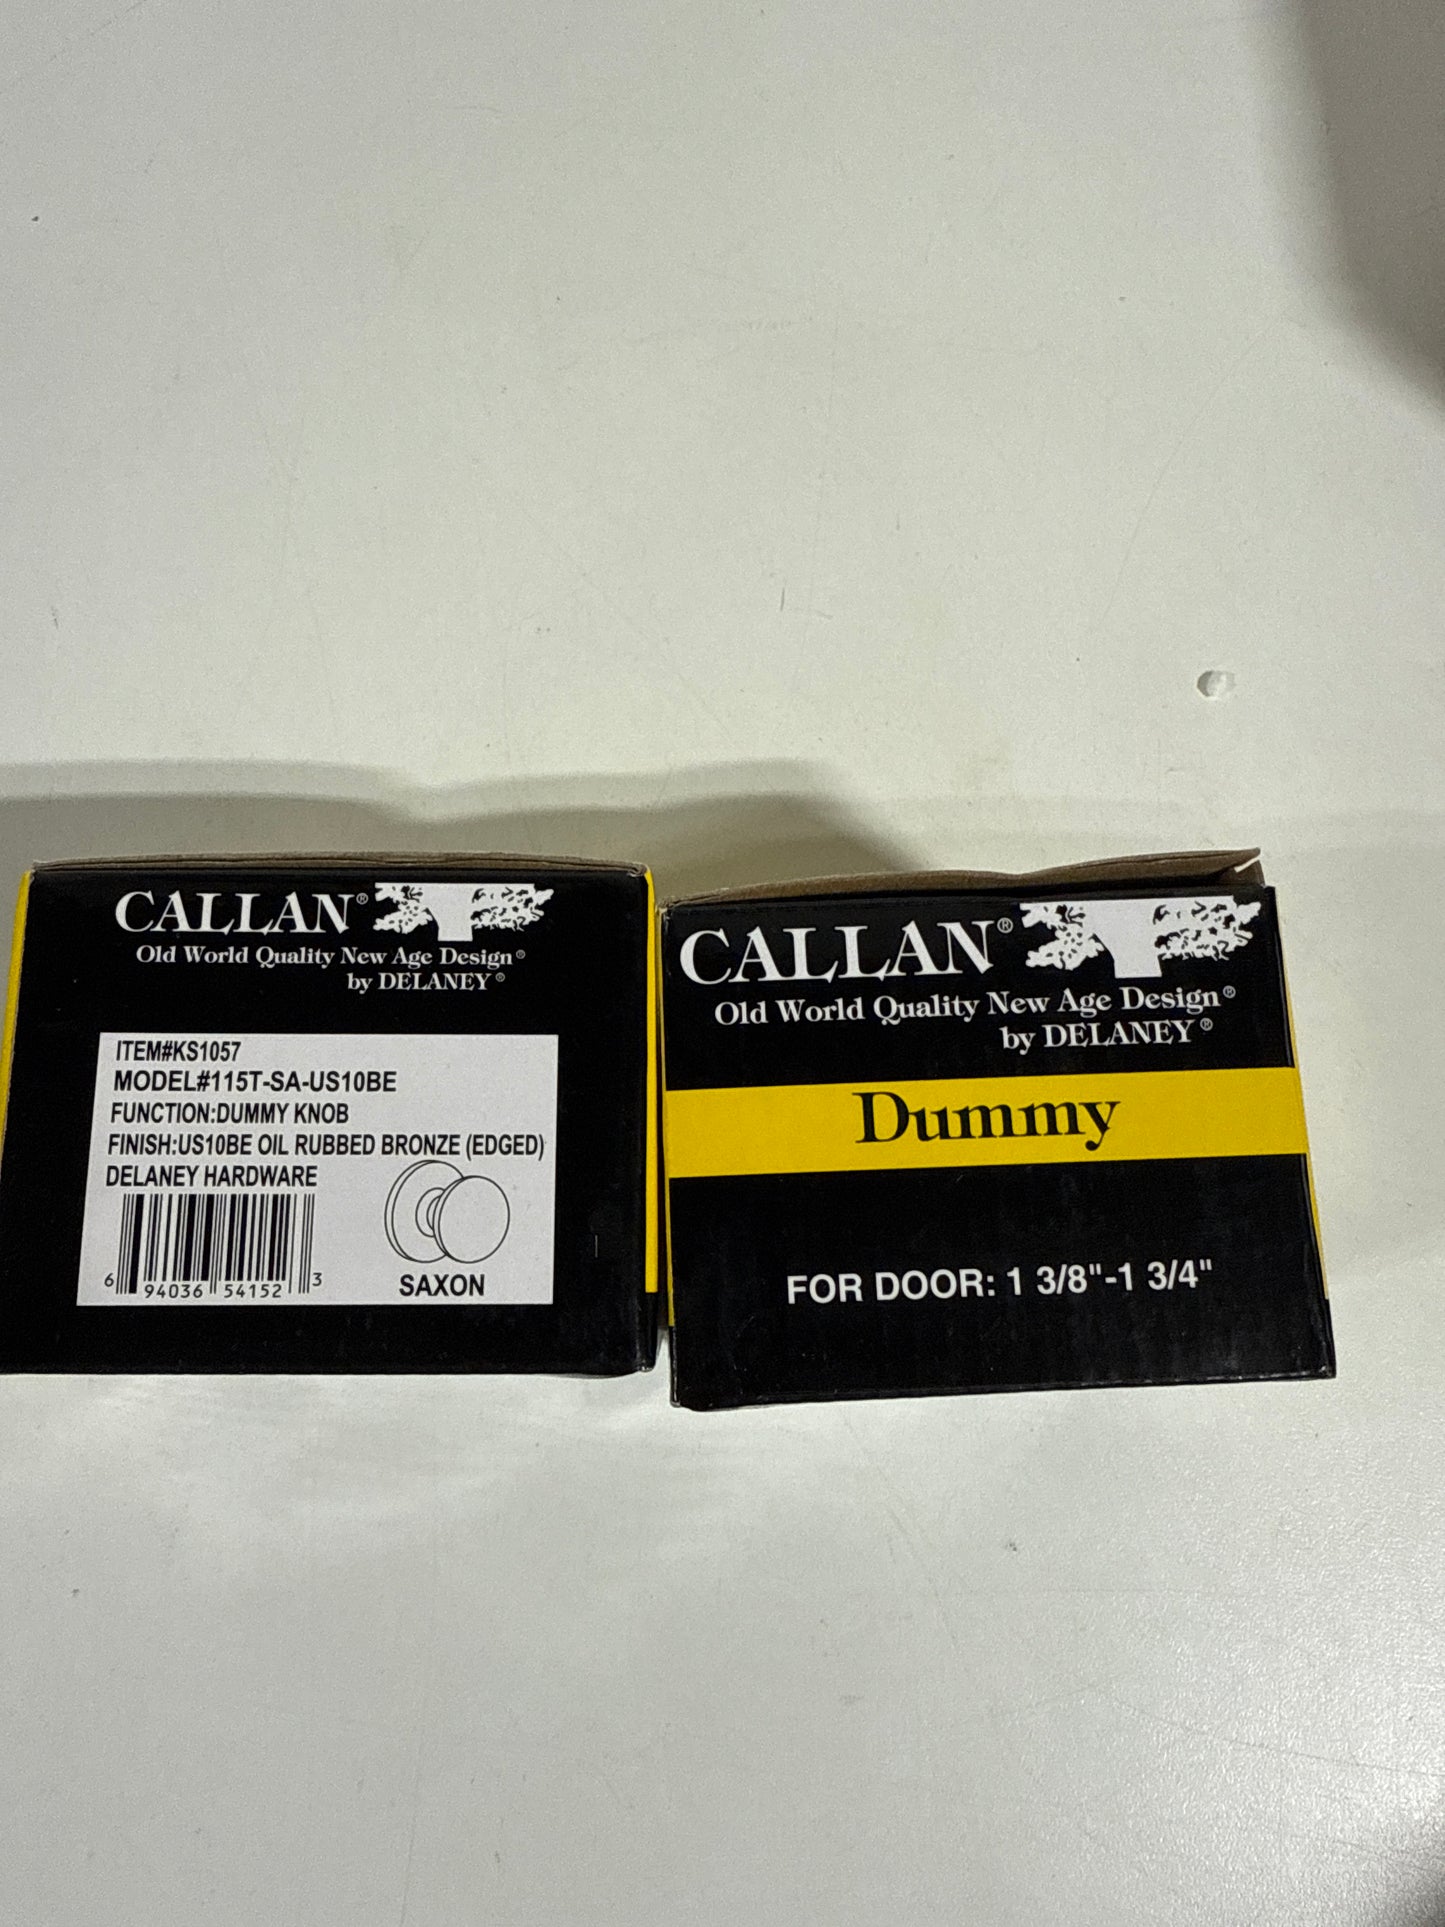 CALLAN®
Old World Quality New Age Design®
by DELANEY®
ITEM#KS1057
MODEL#115T-SA-US10BE
FUNCTION:DUMMY KNOB
FINISH:US10BE OIL RUBBED BRONZE (EDGED)
DELANEY HARDWARE
6 94036 54152 3
SAXON
CALLAN®
Old World Quality New Age Design®
by DELANEY®
Dummy
FOR DOOR: 1 3/8"-1 3/4"